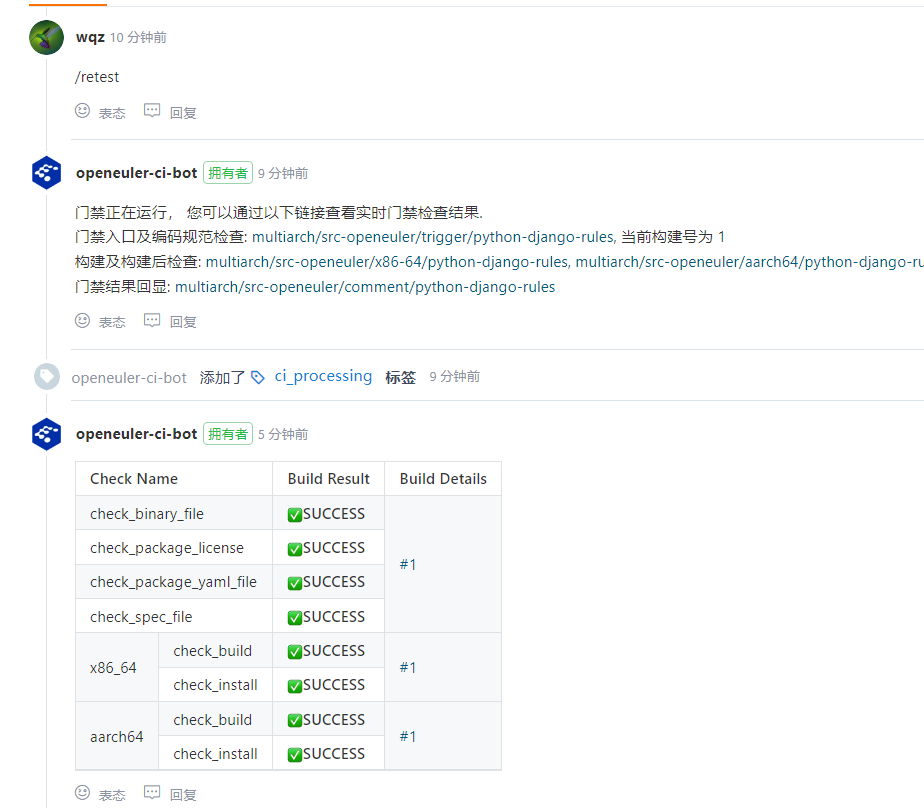 wqz 10 分钟前
/retest
表态 回复
openeuler-ci-bot 拥有者 9 分钟前
门禁正在运行， 您可以通过以下链接查看实时门禁检查结果.
门禁入口及编码规范检查: multiarch/src-openeuler/trigger/python-django-rules, 当前构建号为 1
构建及构建后检查: multiarch/src-openeuler/x86-64/python-django-rules, multiarch/src-openeuler/aarch64/python-django-ru
门禁结果回显: multiarch/src-openeuler/comment/python-django-rules
表态 回复
openeuler-ci-bot 添加了 ci_processing 标签 9 分钟前
openeuler-ci-bot 拥有者 5 分钟前
Check Name Build Result Build Details
check_binary_file ✅SUCCESS
check_package_license ✅SUCCESS
#1
check_package_yaml_file ✅SUCCESS
check_spec_file ✅SUCCESS
check_build ✅SUCCESS
x86_64 #1
check_install ✅SUCCESS
check_build ✅SUCCESS
aarch64 #1
check_install ✅SUCCESS
表态 回复